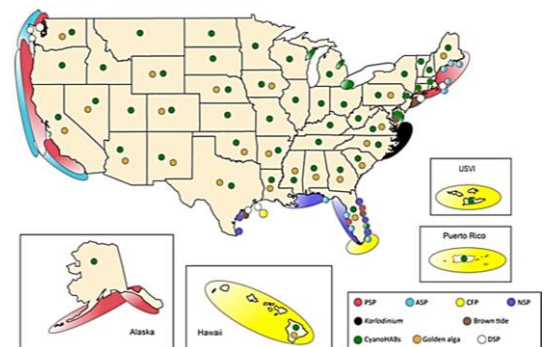 USVI
Puerto Rico
Alaska
Hawaii
PSP
ASP
CFP
NSP
Karlodinium
Brown tide
CyanoHABs
Golden alga
DSP